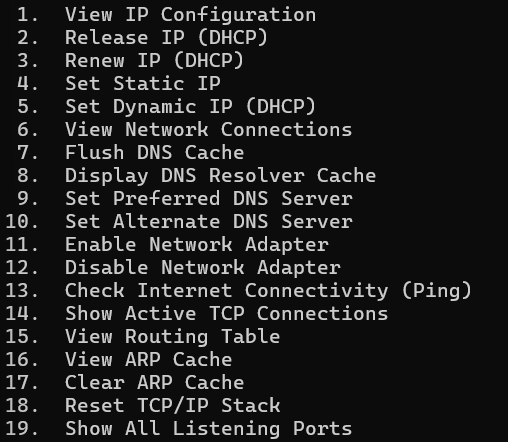 1. View IP Configuration
2. Release IP (DHCP)
3. Renew IP (DHCP)
4. Set Static IP
5. Set Dynamic IP (DHCP)
6. View Network Connections
7. Flush DNS Cache
8. Display DNS Resolver Cache
9. Set Preferred DNS Server
10. Set Alternate DNS Server
11. Enable Network Adapter
12. Disable Network Adapter
13. Check Internet Connectivity (Ping)
14. Show Active TCP Connections
15. View Routing Table
16. View ARP Cache
17. Clear ARP Cache
18. Reset TCP/IP Stack
19. Show All Listening Ports